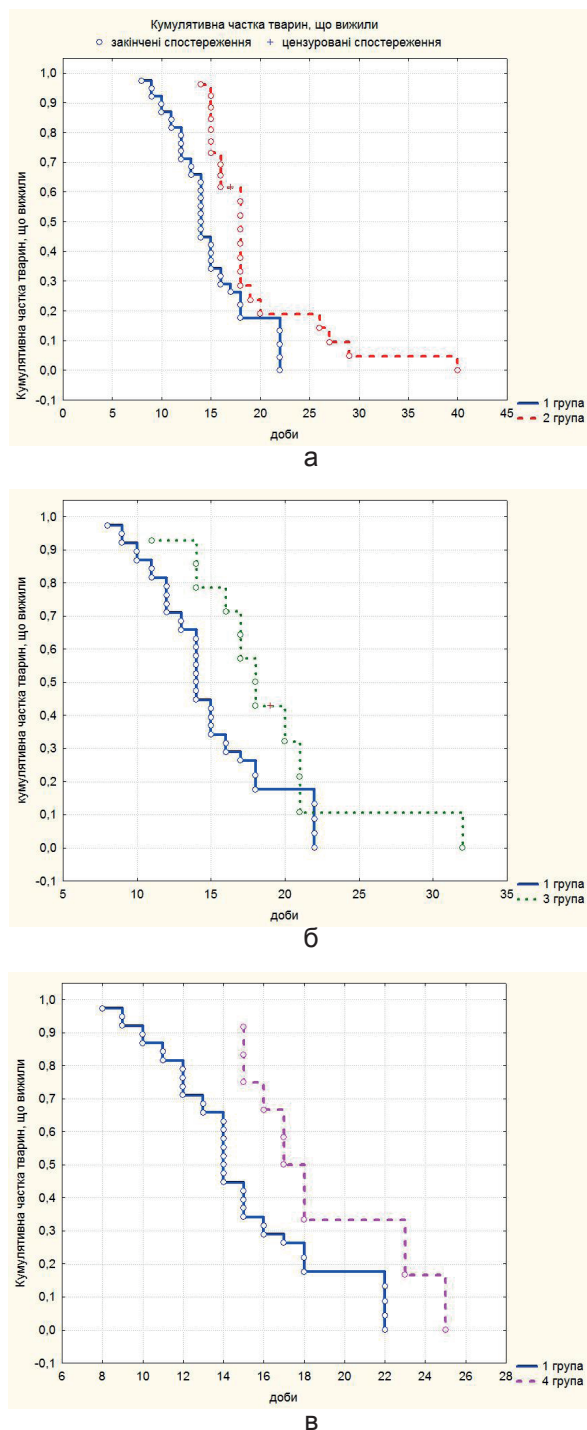 Кумулятивна частка тварин, що вижили
закінчені спостереження цензуровані спостереження
Кумулятивна частка тварин, що вижили
1,0
0,9
0,8
0,7
0,6
0,5
0,4
0,3
0,2
0,1
0,0
-0,1
0 5 10 15 20 25 30 35 40 45
доби
1 група
2 група
а
кумулятивна частка тварин, що вижили
1,0
0,9
0,8
0,7
0,6
0,5
0,4
0,3
0,2
0,1
0,0
-0,1
5 10 15 20 25 30 35
доби
1 група
3 група
б
Кумулятивна частка тварин, що вижили
1,0
0,9
0,8
0,7
0,6
0,5
0,4
0,3
0,2
0,1
0,0
-0,1
6 8 10 12 14 16 18 20 22 24 26 28
доби
1 група
4 група
в